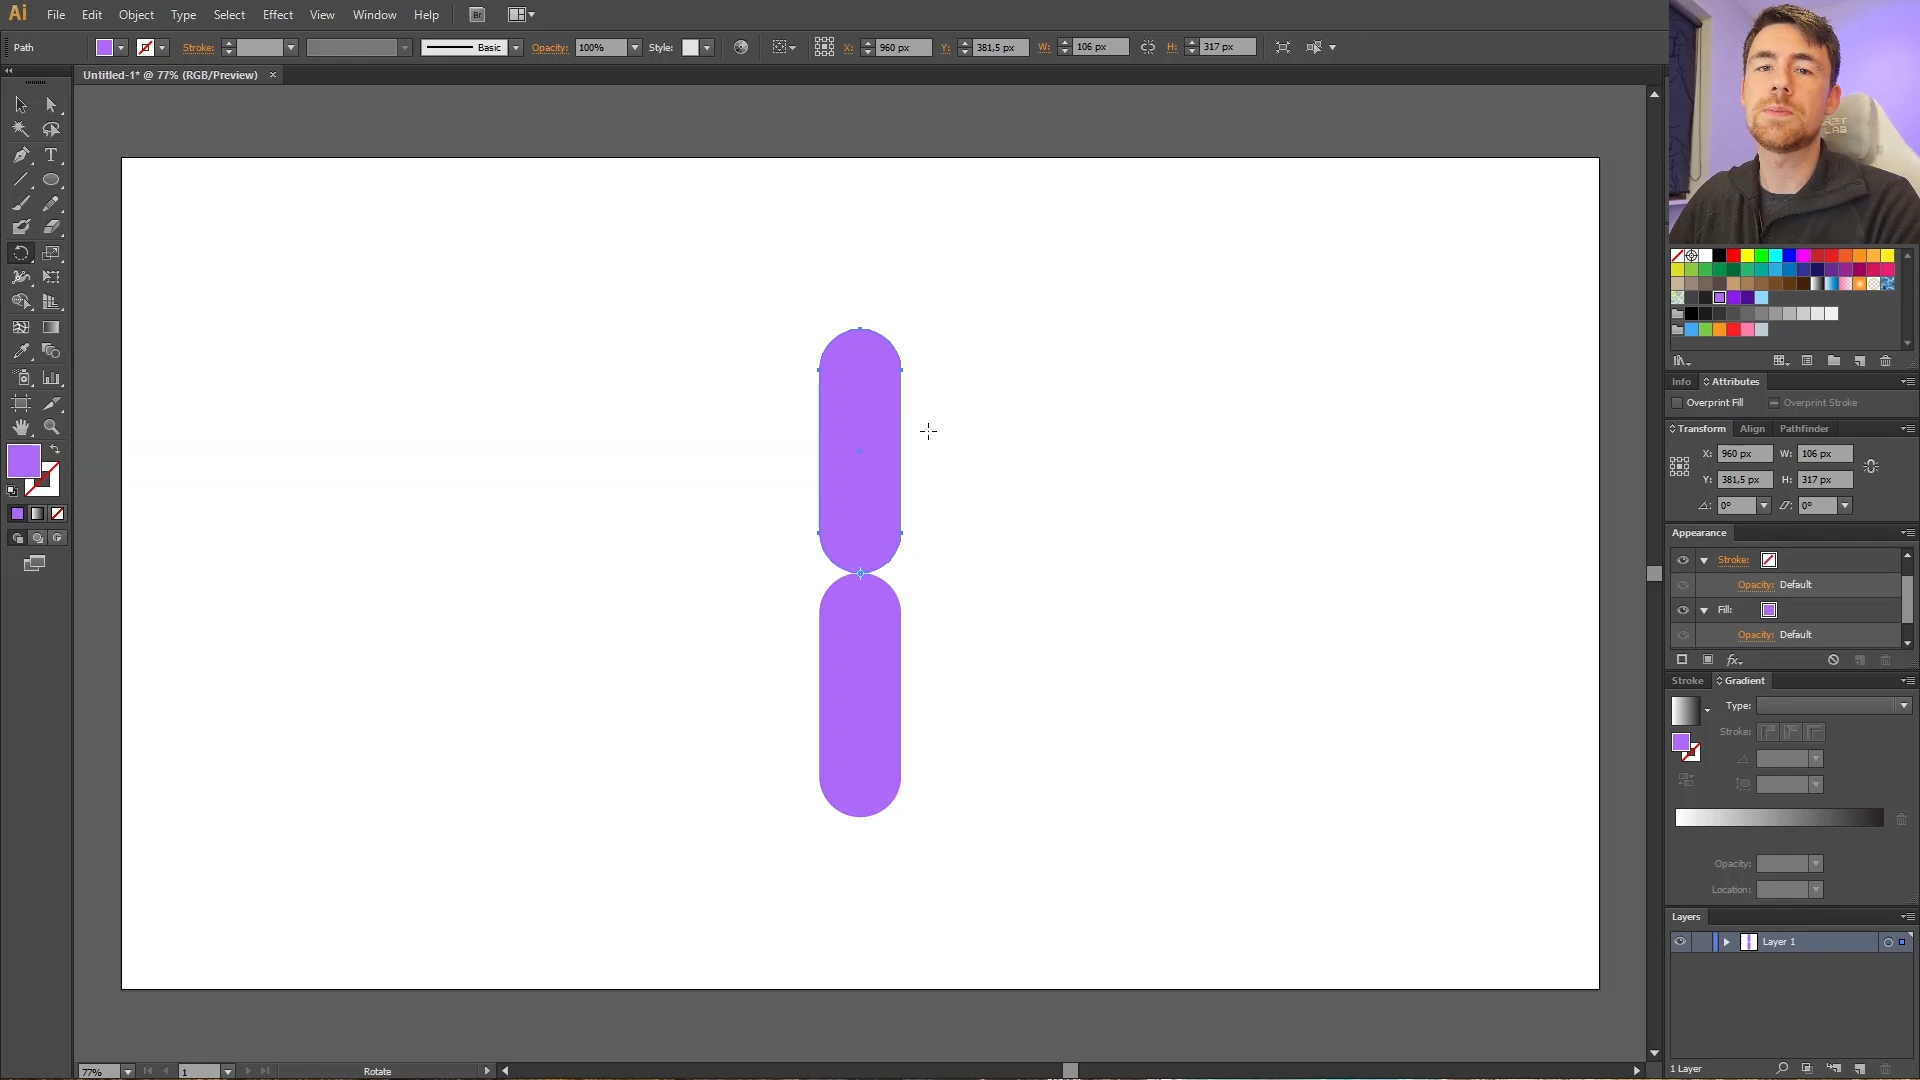 Ai File Edit Object Type Select Effect View Window Help Br
Path Stroke: Basic Opacity: 100% Style: X: 960 px Y: 381,5 px W: 106 px H: 317 px
Untitled-1* @ 77% (RGB/Preview) ×
T
Info Attributes
Overprint Fill Overprint Stroke
Transform Align Pathfinder
X: 960 px W: 106 px
Y: 381,5 px H: 317 px
0° 0°
Appearance
Stroke:
Opacity: Default
Fill:
Opacity: Default
fx
Stroke Gradient
Type:
Stroke:
Opacity:
Location:
Layers
Layer 1
1 Layer
77% 1 Rotate